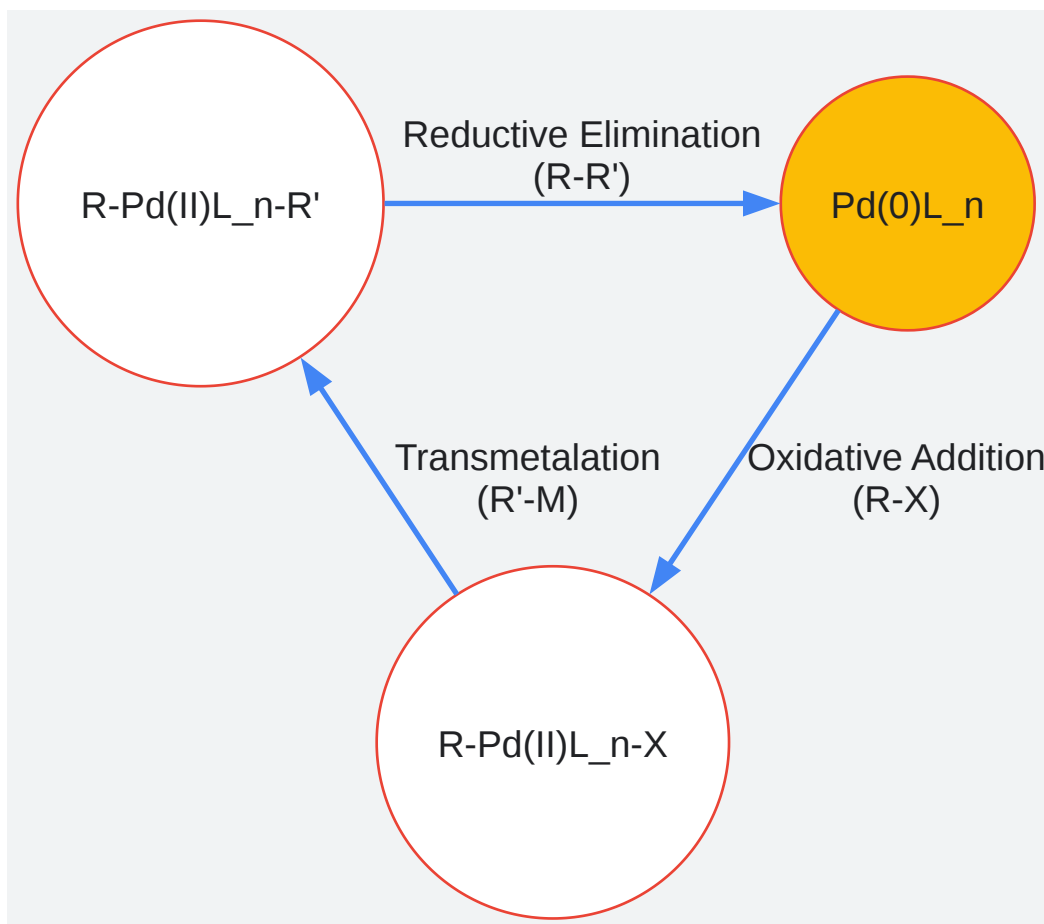 Reductive Elimination
(R-R')
R-Pd(II)L_n-R'
Pd(0)L_n
Transmetalation
(R'-M)
Oxidative Addition
(R-X)
R-Pd(II)L_n-X